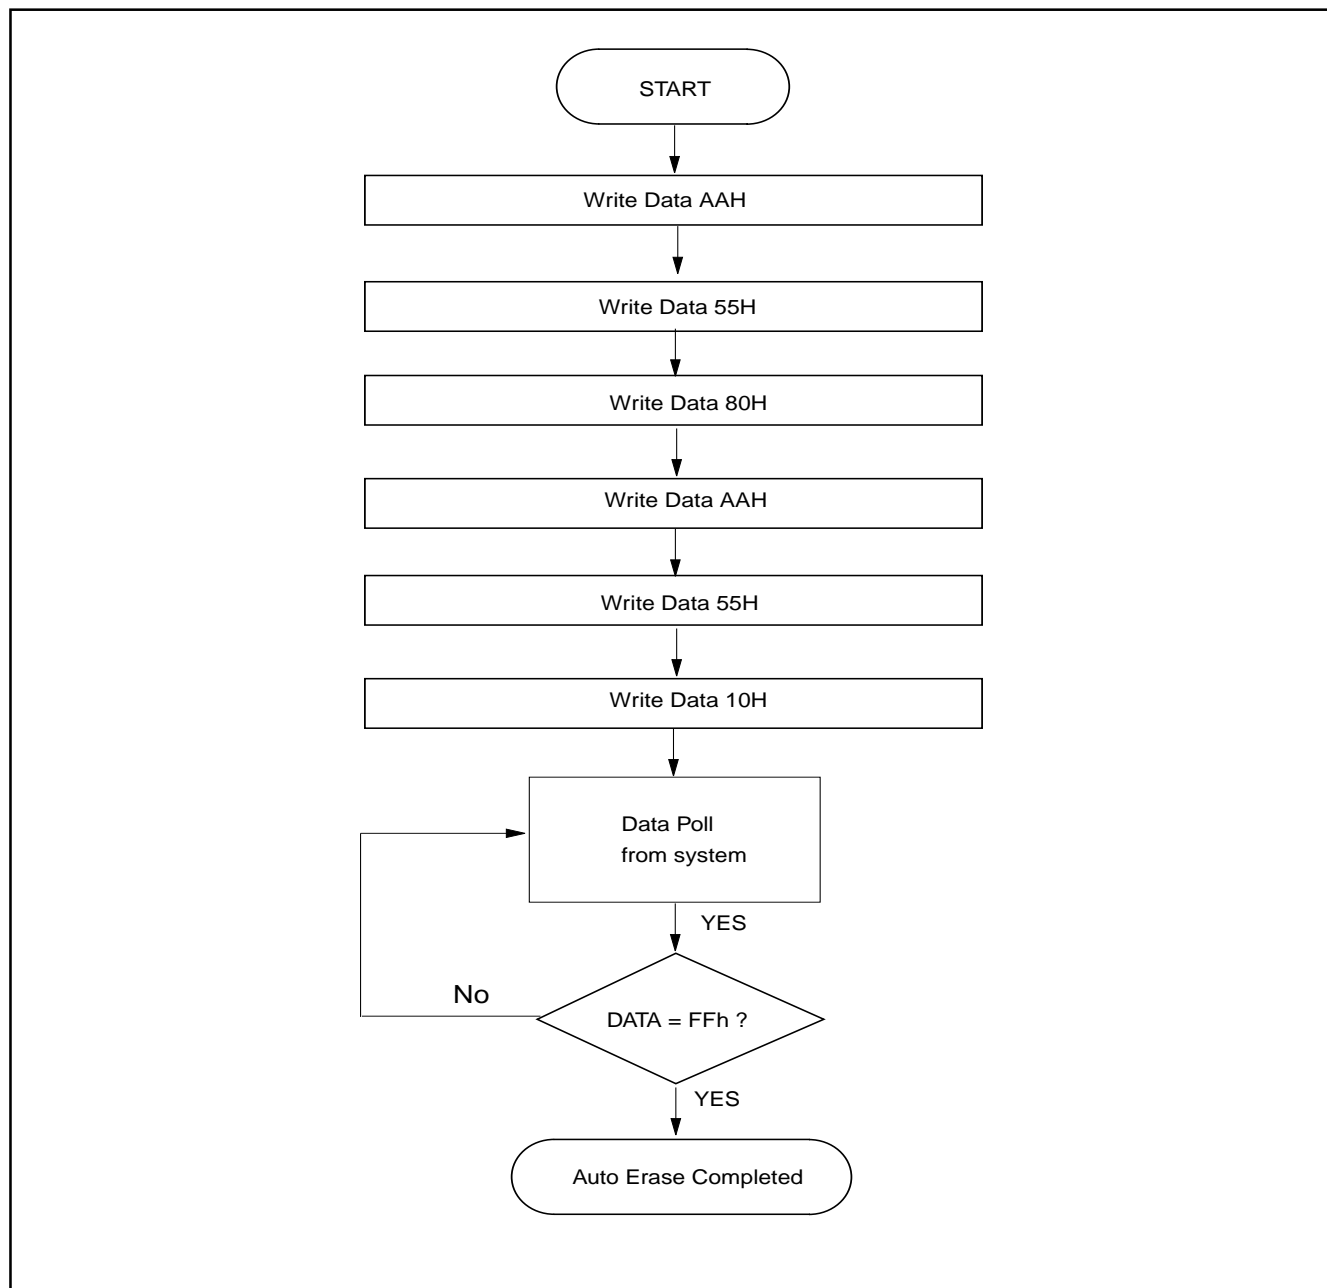 START
Write Data AAH
Write Data 55H
Write Data 80H
Write Data AAH
Write Data 55H
Write Data 10H
Data Poll
from system
YES
No
DATA = FFh ?
YES
Auto Erase Completed